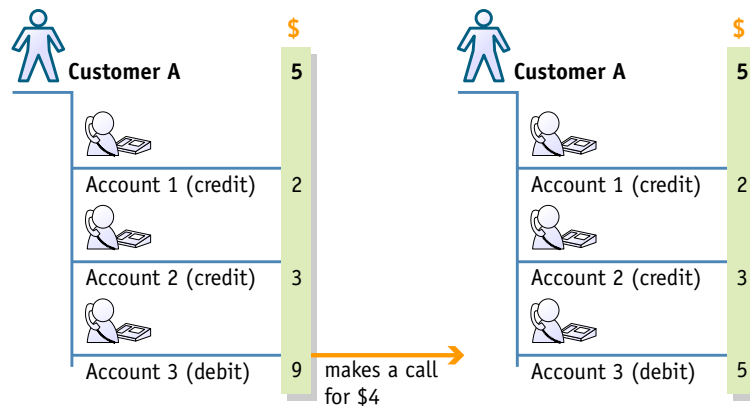 $
Customer A 5
Account 1 (credit) 2
Account 2 (credit) 3
Account 3 (debit) 9
makes a call
for $4
$
Customer A 5
Account 1 (credit) 2
Account 2 (credit) 3
Account 3 (debit) 5